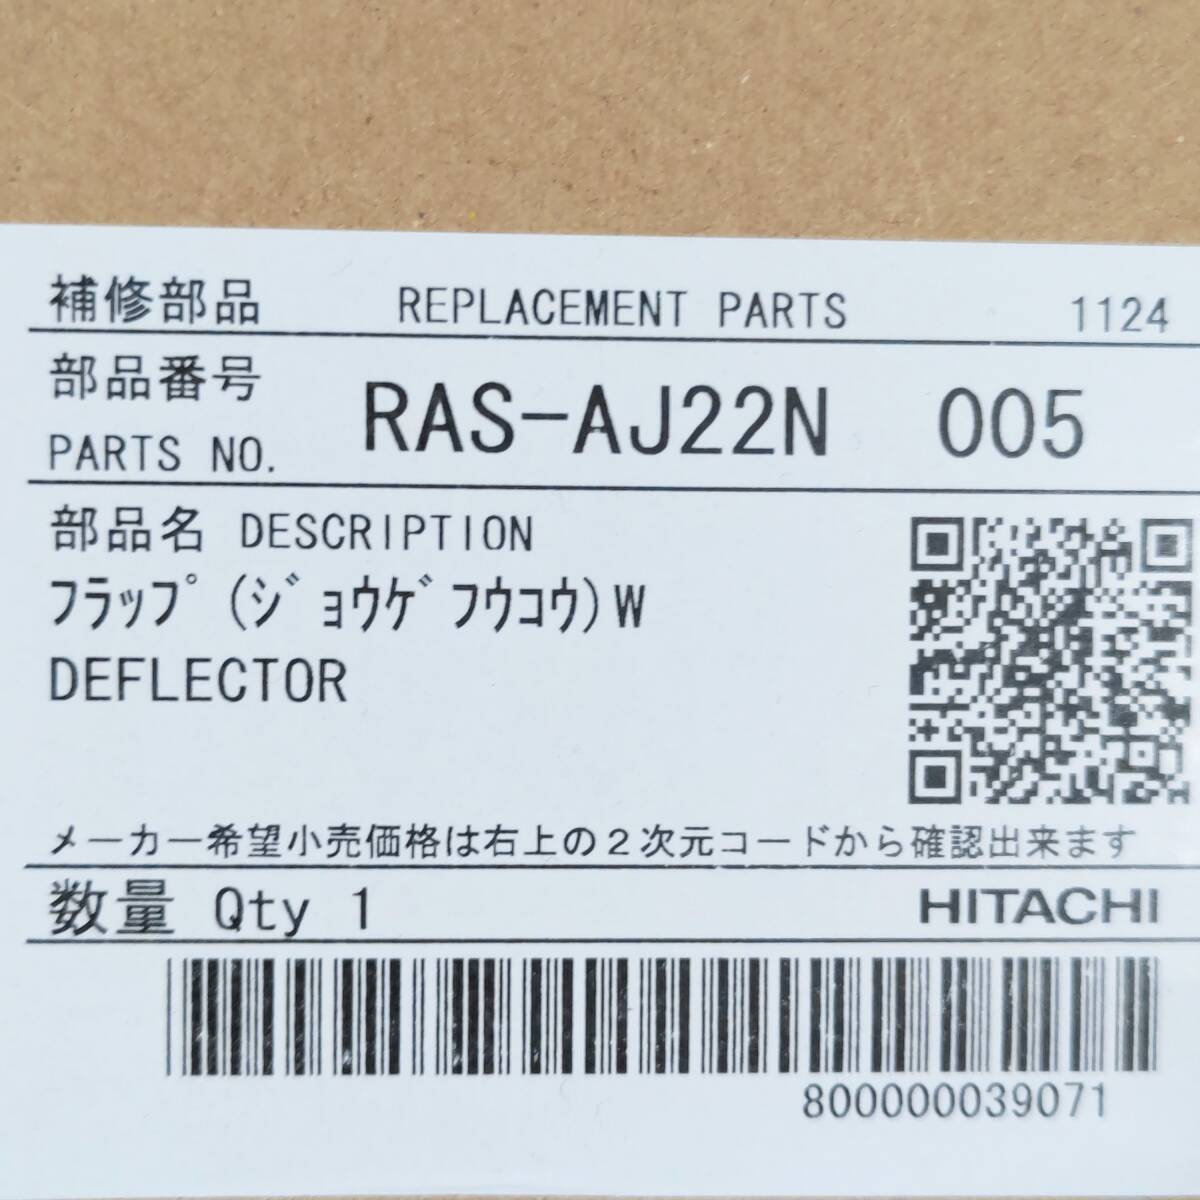 補修部品 REPLACEMENT PARTS 1124
部品番号
PARTS NO. RAS-AJ22N 005
部品名 DESCRIPTION
ﾌﾗｯﾌﾟ(ｼﾞｮｳｹﾞﾌｳｺｳ)W
DEFLECTOR
メーカー希望小売価格は右上の２次元コードから確認出来ます
数量 Qty 1 HITACHI
800000039071